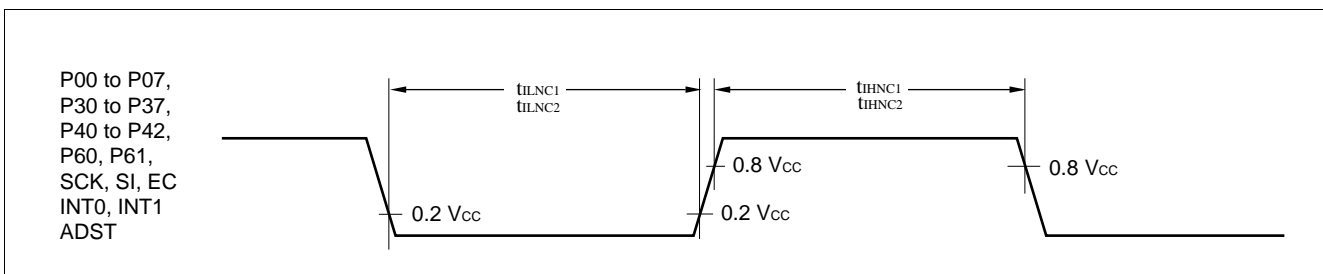 P00 to P07,
P30 to P37,
P40 to P42,
P60, P61,
SCK, SI, EC
INT0, INT1
ADST
tILNC1
tILNC2
tIHNC1
tIHNC2
0.8 VCC
0.8 VCC
0.2 VCC
0.2 VCC